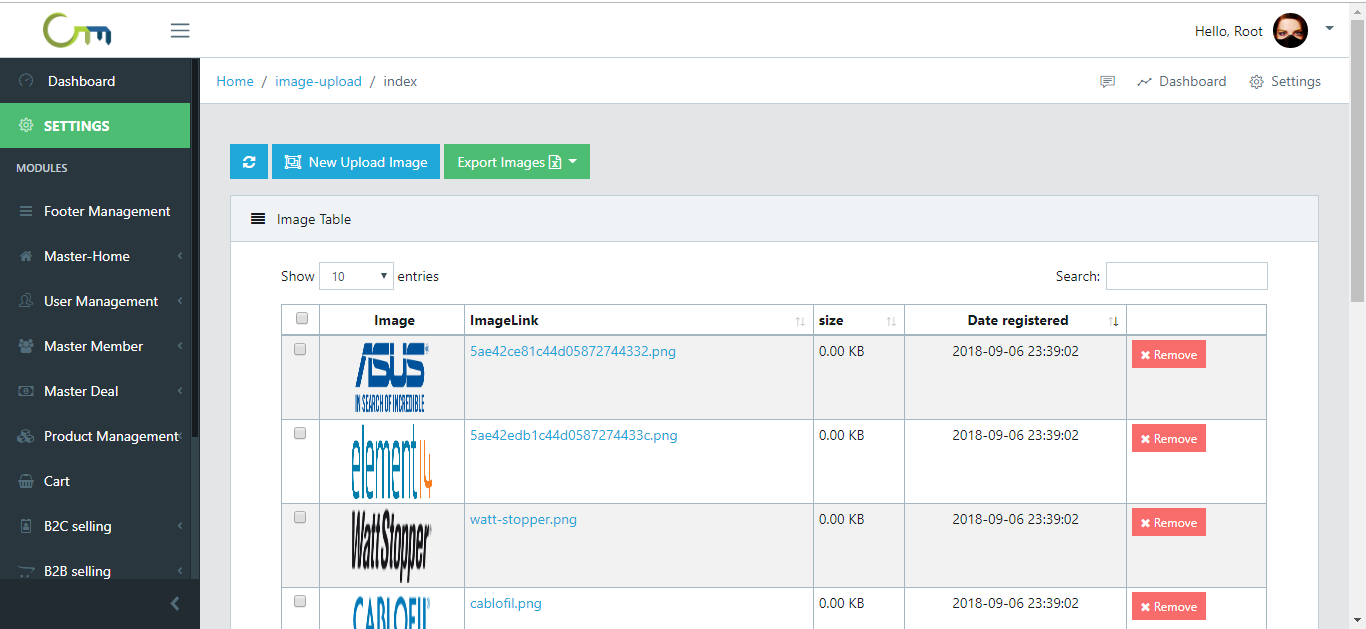 Crm
Hello, Root
Dashboard
SETTINGS
MODULES
Footer Management
Master-Home
User Management
Master Member
Master Deal
Product Management
Cart
B2C selling
B2B selling
Home / image-upload / index
Dashboard Settings
New Upload Image Export Images
Image Table
Show 10 entries Search:
Image ImageLink size Date registered
ASUS
IN SEARCH OF INCREDIBLE
5ae42ce81c44d05872744332.png 0.00 KB 2018-09-06 23:39:02 Remove
element14
5ae42edb1c44d0587274433c.png 0.00 KB 2018-09-06 23:39:02 Remove
WattStopper
watt-stopper.png 0.00 KB 2018-09-06 23:39:02 Remove
CABLOFIL
cablofil.png 0.00 KB 2018-09-06 23:39:02 Remove